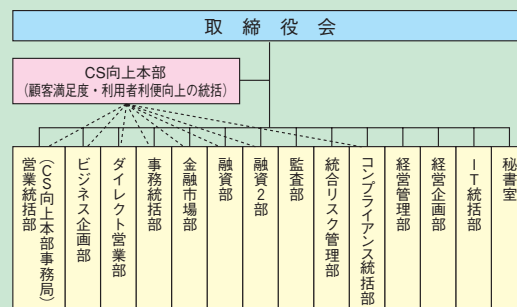 取締役会
CS向上本部
（顧客満足度・利用者利便向上の統括）
営業統括部
（CS向上本部事務局）
ビジネス企画部
ダイレクト営業部
事務統括部
金融市場部
融資部
融資2部
監査部
統合リスク管理部
コンプライアンス統括部
経営管理部
経営企画部
IT統括部
秘書室